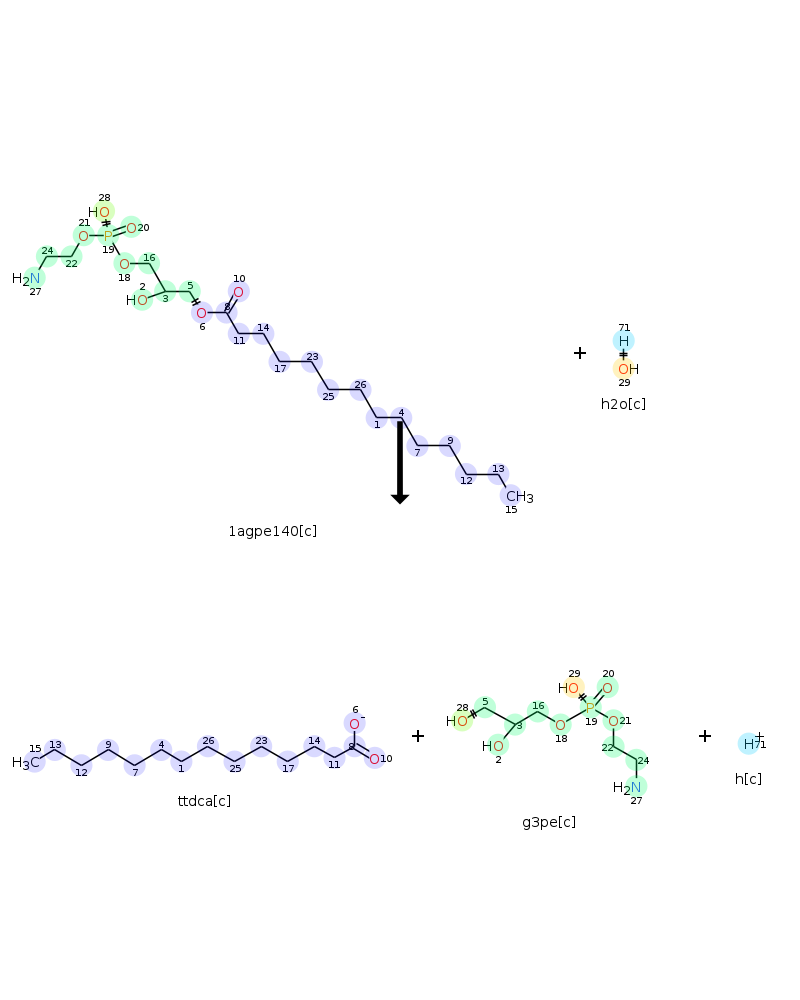 28
HO
21
O
P
O 20
24
19
16
22
O
18
H2N
27
2
HO
3
5
10
O
O
6
8
11
14
17
23
25
26
1
4
7
9
12
13
CH3
15
1agpe140[c]
+
71
H
OH
29
h2o[c]
15 13
H3C
12
9
7
4
1
26
25
23
17
14
11
6
O-
8
O 10
ttdca[c]
+
28
HO
5
3
HO
2
16
O
18
29
HO
20
O
P
19
O 21
22
24
H2N
27
g3pe[c]
+
H+
71
h[c]